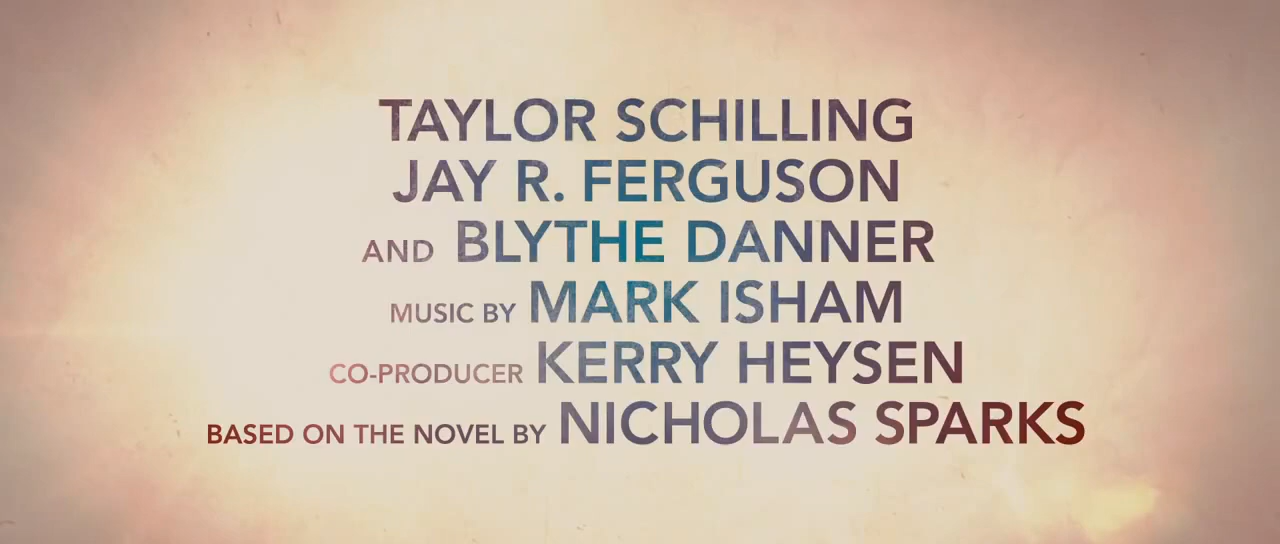 TAYLOR SCHILLING
JAY R. FERGUSON
AND BLYTHE DANNER
MUSIC BY MARK ISHAM
CO-PRODUCER KERRY HEYSEN
BASED ON THE NOVEL BY NICHOLAS SPARKS